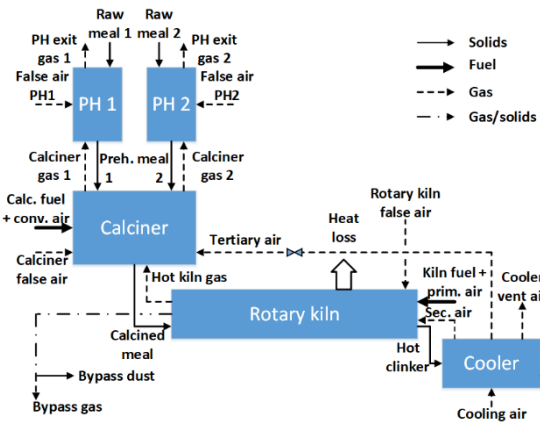 Raw
meal 1
Raw
meal 2
PH exit
gas 1
PH exit
gas 2
False air
PH1
False air
PH2
PH 1
PH 2
Solids
Fuel
Gas
Gas/solids
Calciner
gas 1
Preh. meal
1
2
Calciner
gas 2
Calc. fuel
+ conv. air
Calciner
Calciner
false air
Tertiary air
Heat
loss
Rotary kiln
false air
Hot kiln gas
Kiln fuel +
prim. air
Sec. air
Cooler
vent air
Rotary kiln
Calcined
meal
Hot
clinker
Cooler
Bypass dust
Bypass gas
Cooling air